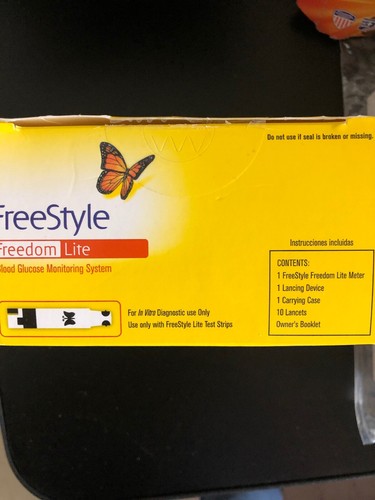 Do not use if seal is broken or missing.
FreeStyle
Freedom Lite
Blood Glucose Monitoring System
Instrucciones incluidas
CONTENTS:
1 FreeStyle Freedom Lite Meter
1 Lancing Device
1 Carrying Case
10 Lancets
Owner's Booklet
For In Vitro Diagnostic use Only
Use only with FreeStyle Lite Test Strips